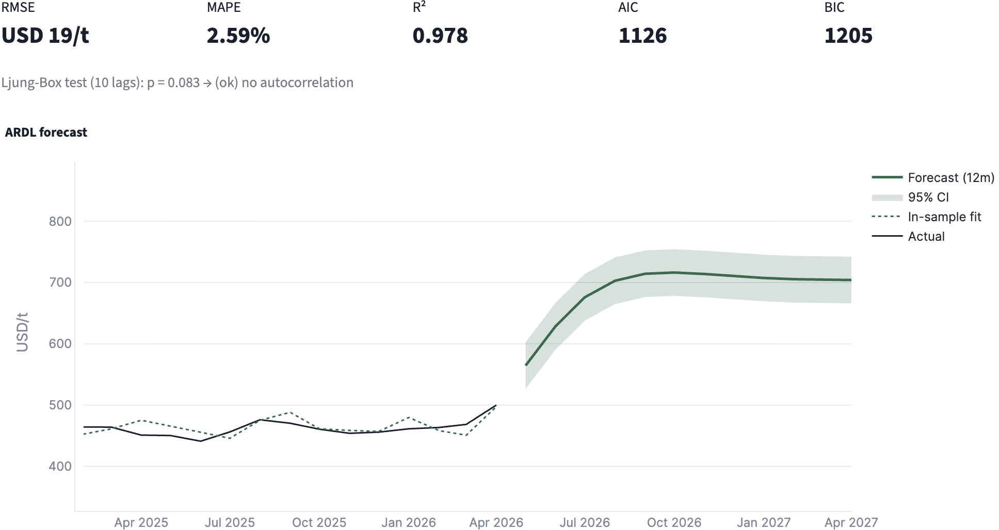 RMSE
MAPE
R²
AIC
BIC
USD 19/t
2.59%
0.978
1126
1205
Ljung-Box test (10 lags): p = 0.083 → (ok) no autocorrelation
ARDL forecast
Forecast (12m)
95% CI
In-sample fit
Actual
USD/t
800
700
600
500
400
Apr 2025
Jul 2025
Oct 2025
Jan 2026
Apr 2026
Jul 2026
Oct 2026
Jan 2027
Apr 2027